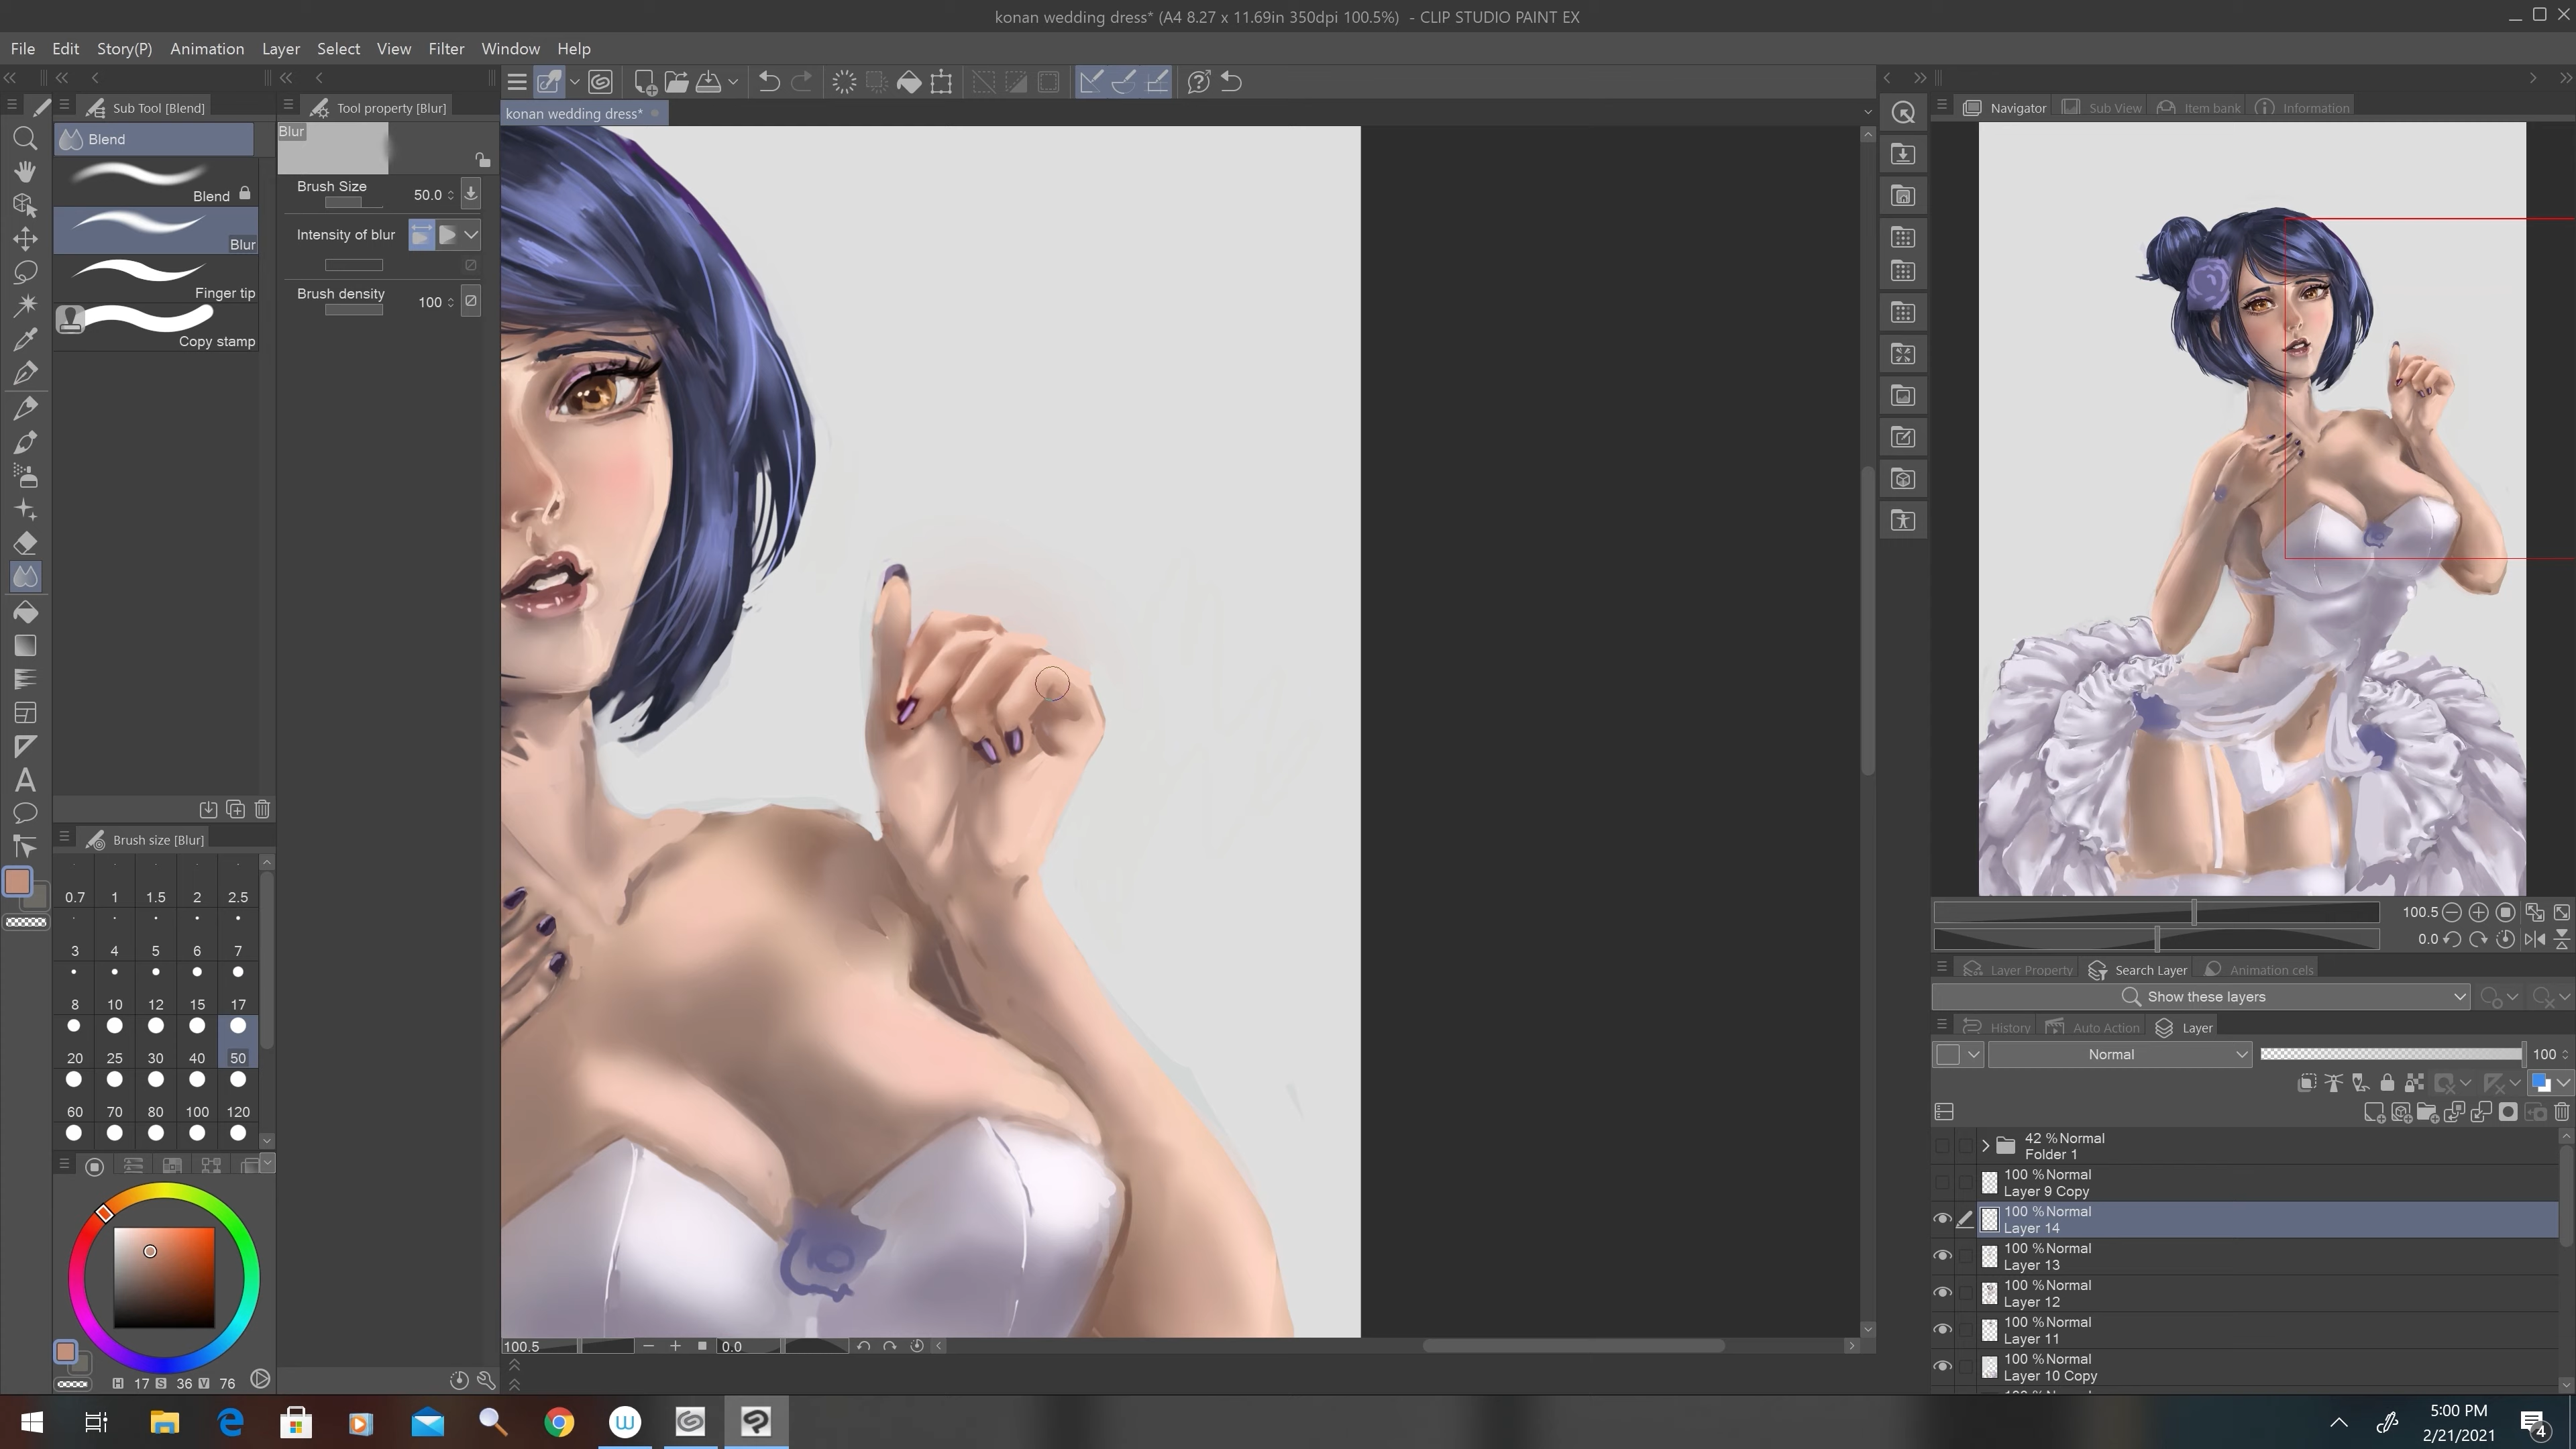 konan wedding dress* (A4 8.27 x 11.69in 350dpi 100.5%) - CLIP STUDIO PAINT EX
File Edit Story(P) Animation Layer Select View Filter Window Help
Sub Tool [Blend]
Tool property [Blur]
konan wedding dress*
Navigator Sub View Item bank Information
Blend
Blur
Blend
Brush Size 50.0
Blur
Intensity of blur
Finger tip
Brush density 100
Copy stamp
Brush size [Blur]
0.7 1 1.5 2 2.5
3 4 5 6 7
8 10 12 15 17
20 25 30 40 50
60 70 80 100 120
H 17 S 36 V 76
100.5 0.0
100.5
0.0
Layer Property Search Layer Animation cels
Show these layers
History Auto Action Layer
Normal 100
42 %Normal
Folder 1
100 %Normal
Layer 9 Copy
100 %Normal
Layer 14
100 %Normal
Layer 13
100 %Normal
Layer 12
100 %Normal
Layer 11
100 %Normal
Layer 10 Copy
5:00 PM
2/21/2021
4